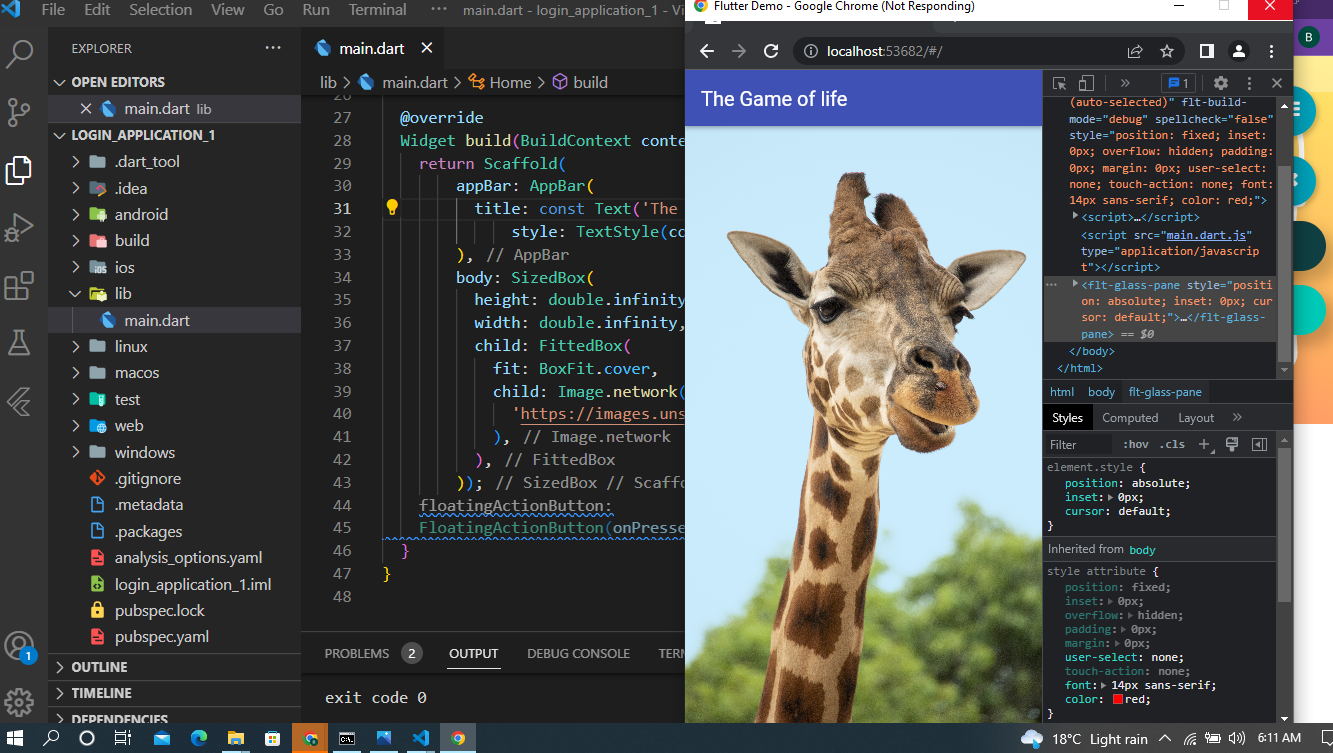 File Edit Selection View Go Run Terminal ··· main.dart - login_application_1 - Vi
EXPLORER ···
OPEN EDITORS
main.dart lib
LOGIN_APPLICATION_1
.dart_tool
.idea
android
build
ios
lib
main.dart
linux
macos
test
web
windows
.gitignore
.metadata
.packages
analysis_options.yaml
login_application_1.iml
pubspec.lock
pubspec.yaml
OUTLINE
TIMELINE
DEPENDENCIES
1
main.dart
lib > main.dart > Home > build
27 @override
28 Widget build(BuildContext conte
29 return Scaffold(
30 appBar: AppBar(
31 title: const Text('The
32 style: TextStyle(co
33 ), // AppBar
34 body: SizedBox(
35 height: double.infinity
36 width: double.infinity,
37 child: FittedBox(
38 fit: BoxFit.cover,
39 child: Image.network(
40 'https://images.uns
41 ), // Image.network
42 ), // FittedBox
43 )); // SizedBox // Scaffo
44 floatingActionButton:
45 FloatingActionButton(onPresse
46 }
47 }
48
PROBLEMS 2 OUTPUT DEBUG CONSOLE TERM
exit code 0
Flutter Demo - Google Chrome (Not Responding)
localhost:53682/#/
The Game of life
1
(auto-selected)" flt-build-
mode="debug" spellcheck="false"
style="position: fixed; inset:
0px; overflow: hidden; padding:
0px; margin: 0px; user-select:
none; touch-action: none; font:
14px sans-serif; color: red;">
<script>…</script>
<script src="main.dart.js"
type="application/javascrip
t"></script>
<flt-glass-pane style="positi
on: absolute; inset: 0px; cur
sor: default;">…</flt-glass-
pane> == $0
</body>
</html>
html body flt-glass-pane
Styles Computed Layout »
Filter :hov .cls +
element.style {
position: absolute;
inset: 0px;
cursor: default;
}
Inherited from body
style attribute {
position: fixed;
inset: 0px;
overflow: hidden;
padding: 0px;
margin: 0px;
user-select: none;
touch-action: none;
font: 14px sans-serif;
color: red;
}
B
18°C Light rain 6:11 AM